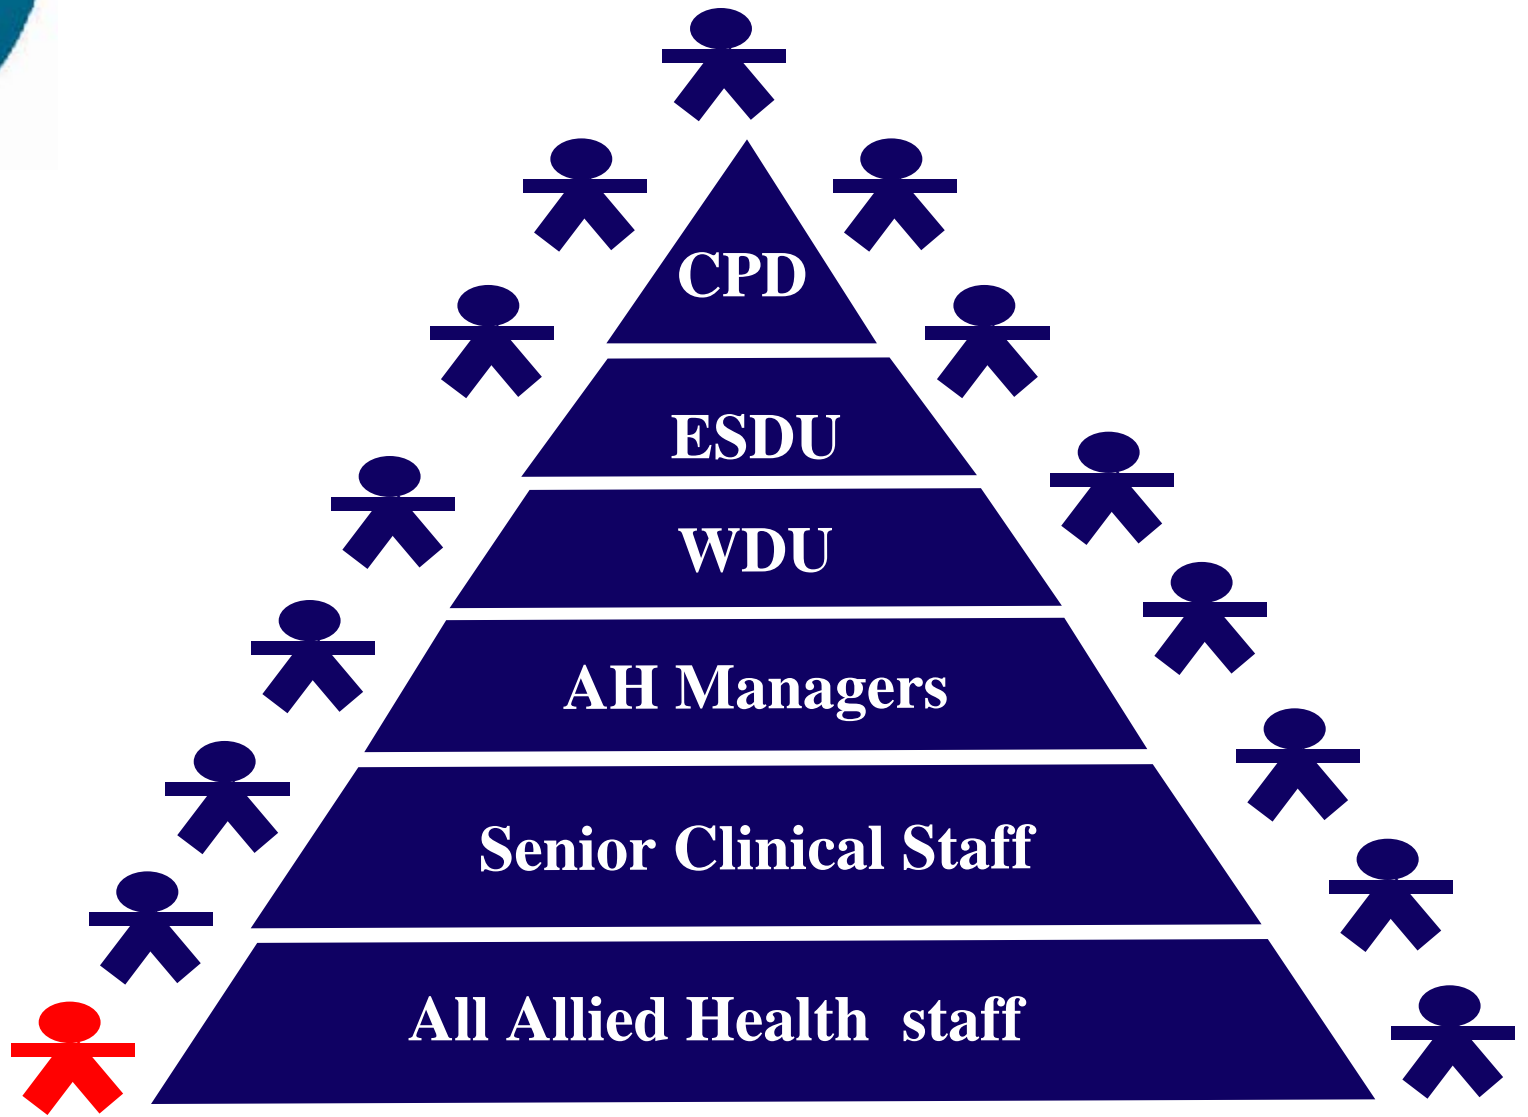 CPD
ESDU
WDU
AH Managers
Senior Clinical Staff
All Allied Health staff